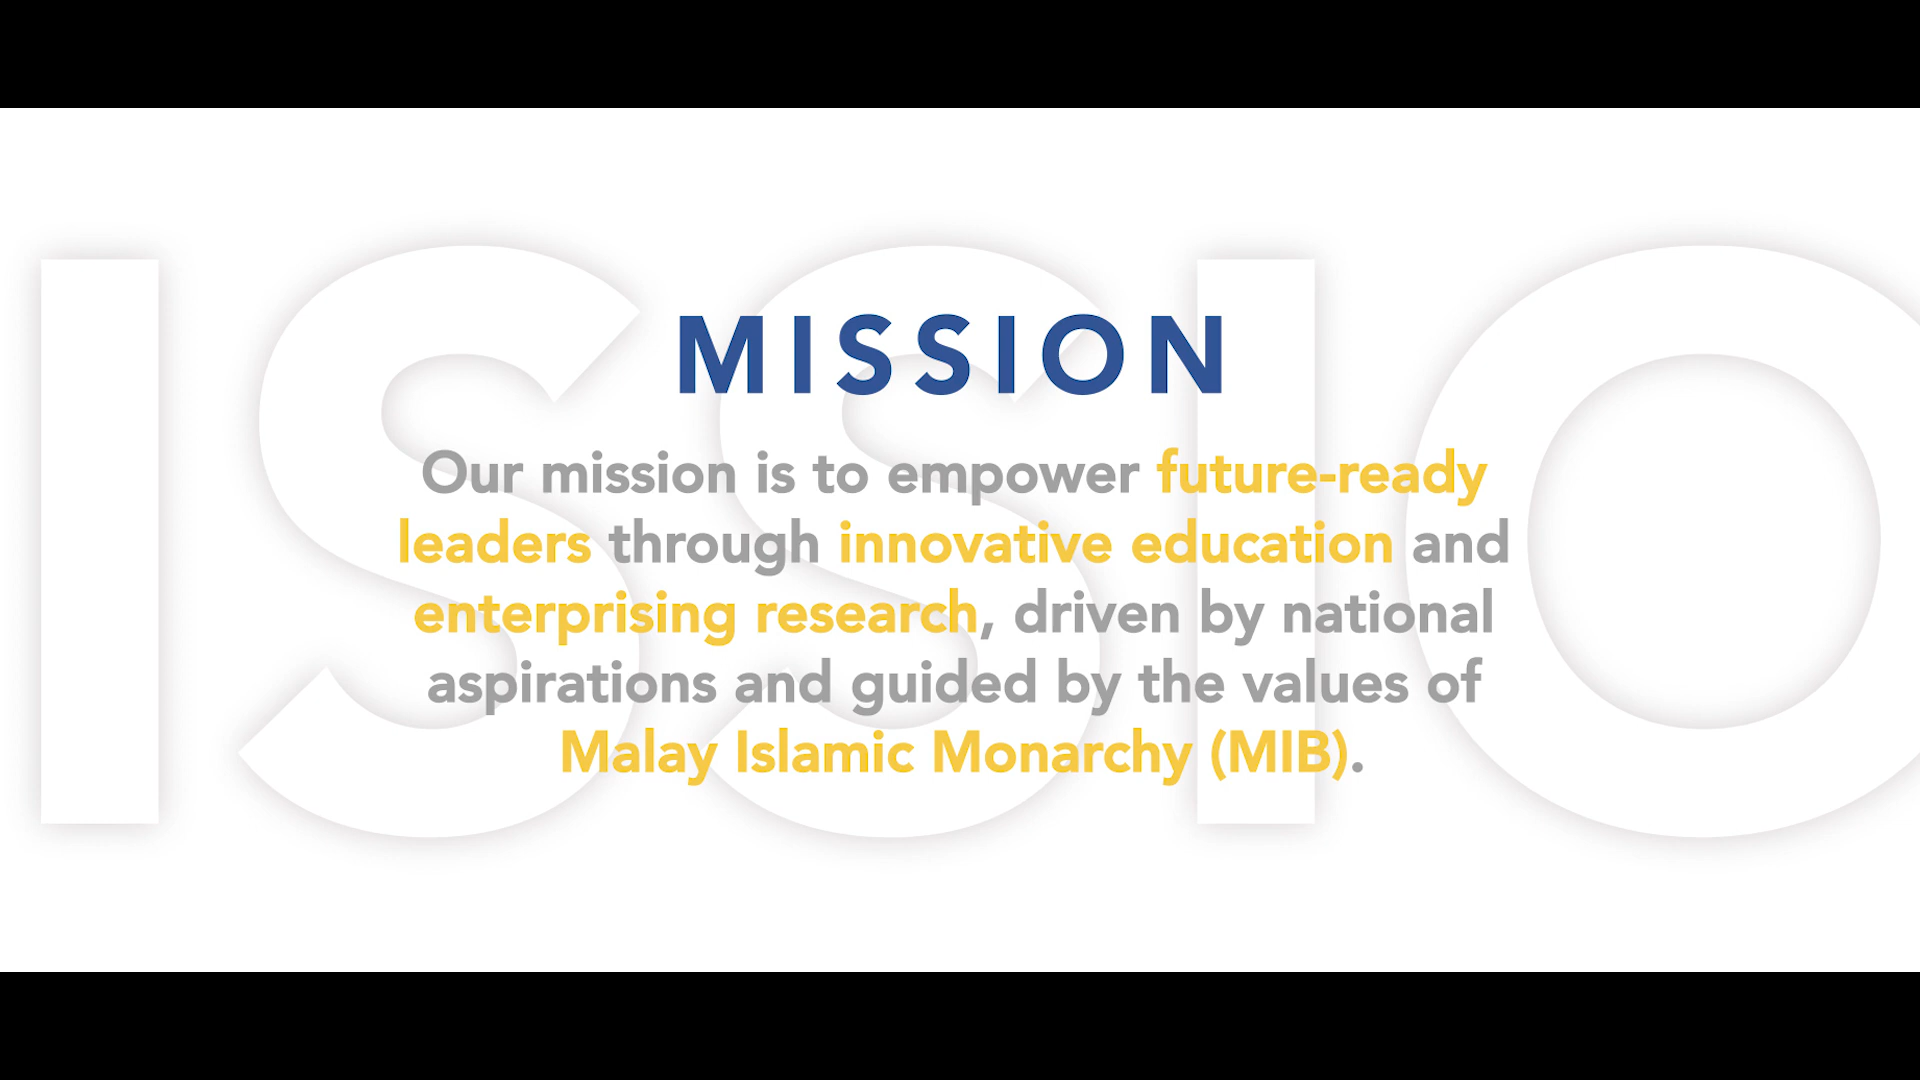 ISSIO
MISSION
Our mission is to empower future-ready
leaders through innovative education and
enterprising research, driven by national
aspirations and guided by the values of
Malay Islamic Monarchy (MIB).